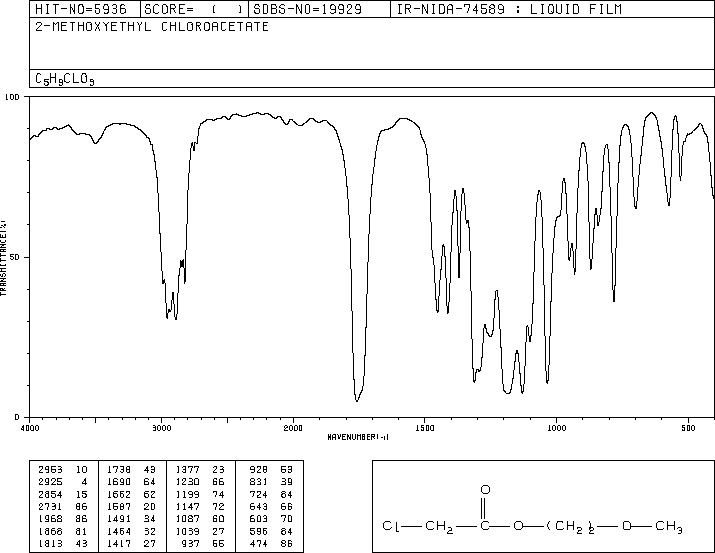 HIT-NO=5936 SCORE= ( ) SDBS-NO=19929 IR-NIDA-74589 : LIQUID FILM
2-METHOXYETHYL CHLOROACETATE
C5H9CLO3
100
50
0
TRANSMITTANCE(%)
4000 3000 2000 1500 1000 500
WAVENUMBER(-1)
2963 10 1738 49 1377 23 928 69
2925 4 1690 64 1230 66 831 39
2854 15 1662 62 1199 74 724 84
2731 86 1587 20 1147 72 643 66
1968 86 1491 34 1087 60 603 70
1866 81 1464 32 1039 27 596 84
1813 43 1417 27 937 66 474 86
O
Cl CH2 C O (CH2)2 O CH3